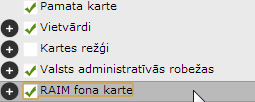 Pamata karte
Vietvārdi
Kartes režģi
Valsts administratīvās robežas
RAIM fona karte